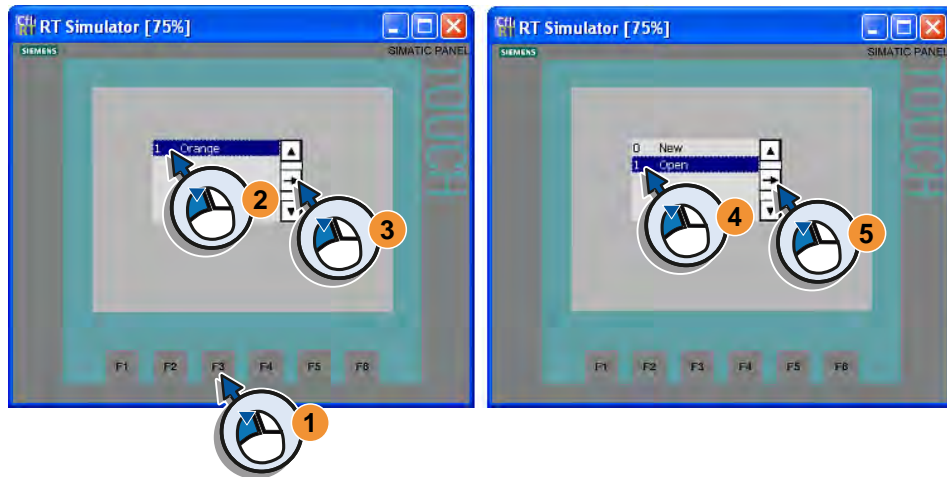 RT Simulator [75%]
SIEMENS
SIMATIC PANEL
TOUCH
1 Orange
2
3
F1 F2 F3 F4 F5 F6
1
RT Simulator [75%]
SIEMENS
SIMATIC PANEL
TOUCH
0 New
1 Open
4
5
F1 F2 F3 F4 F5 F6